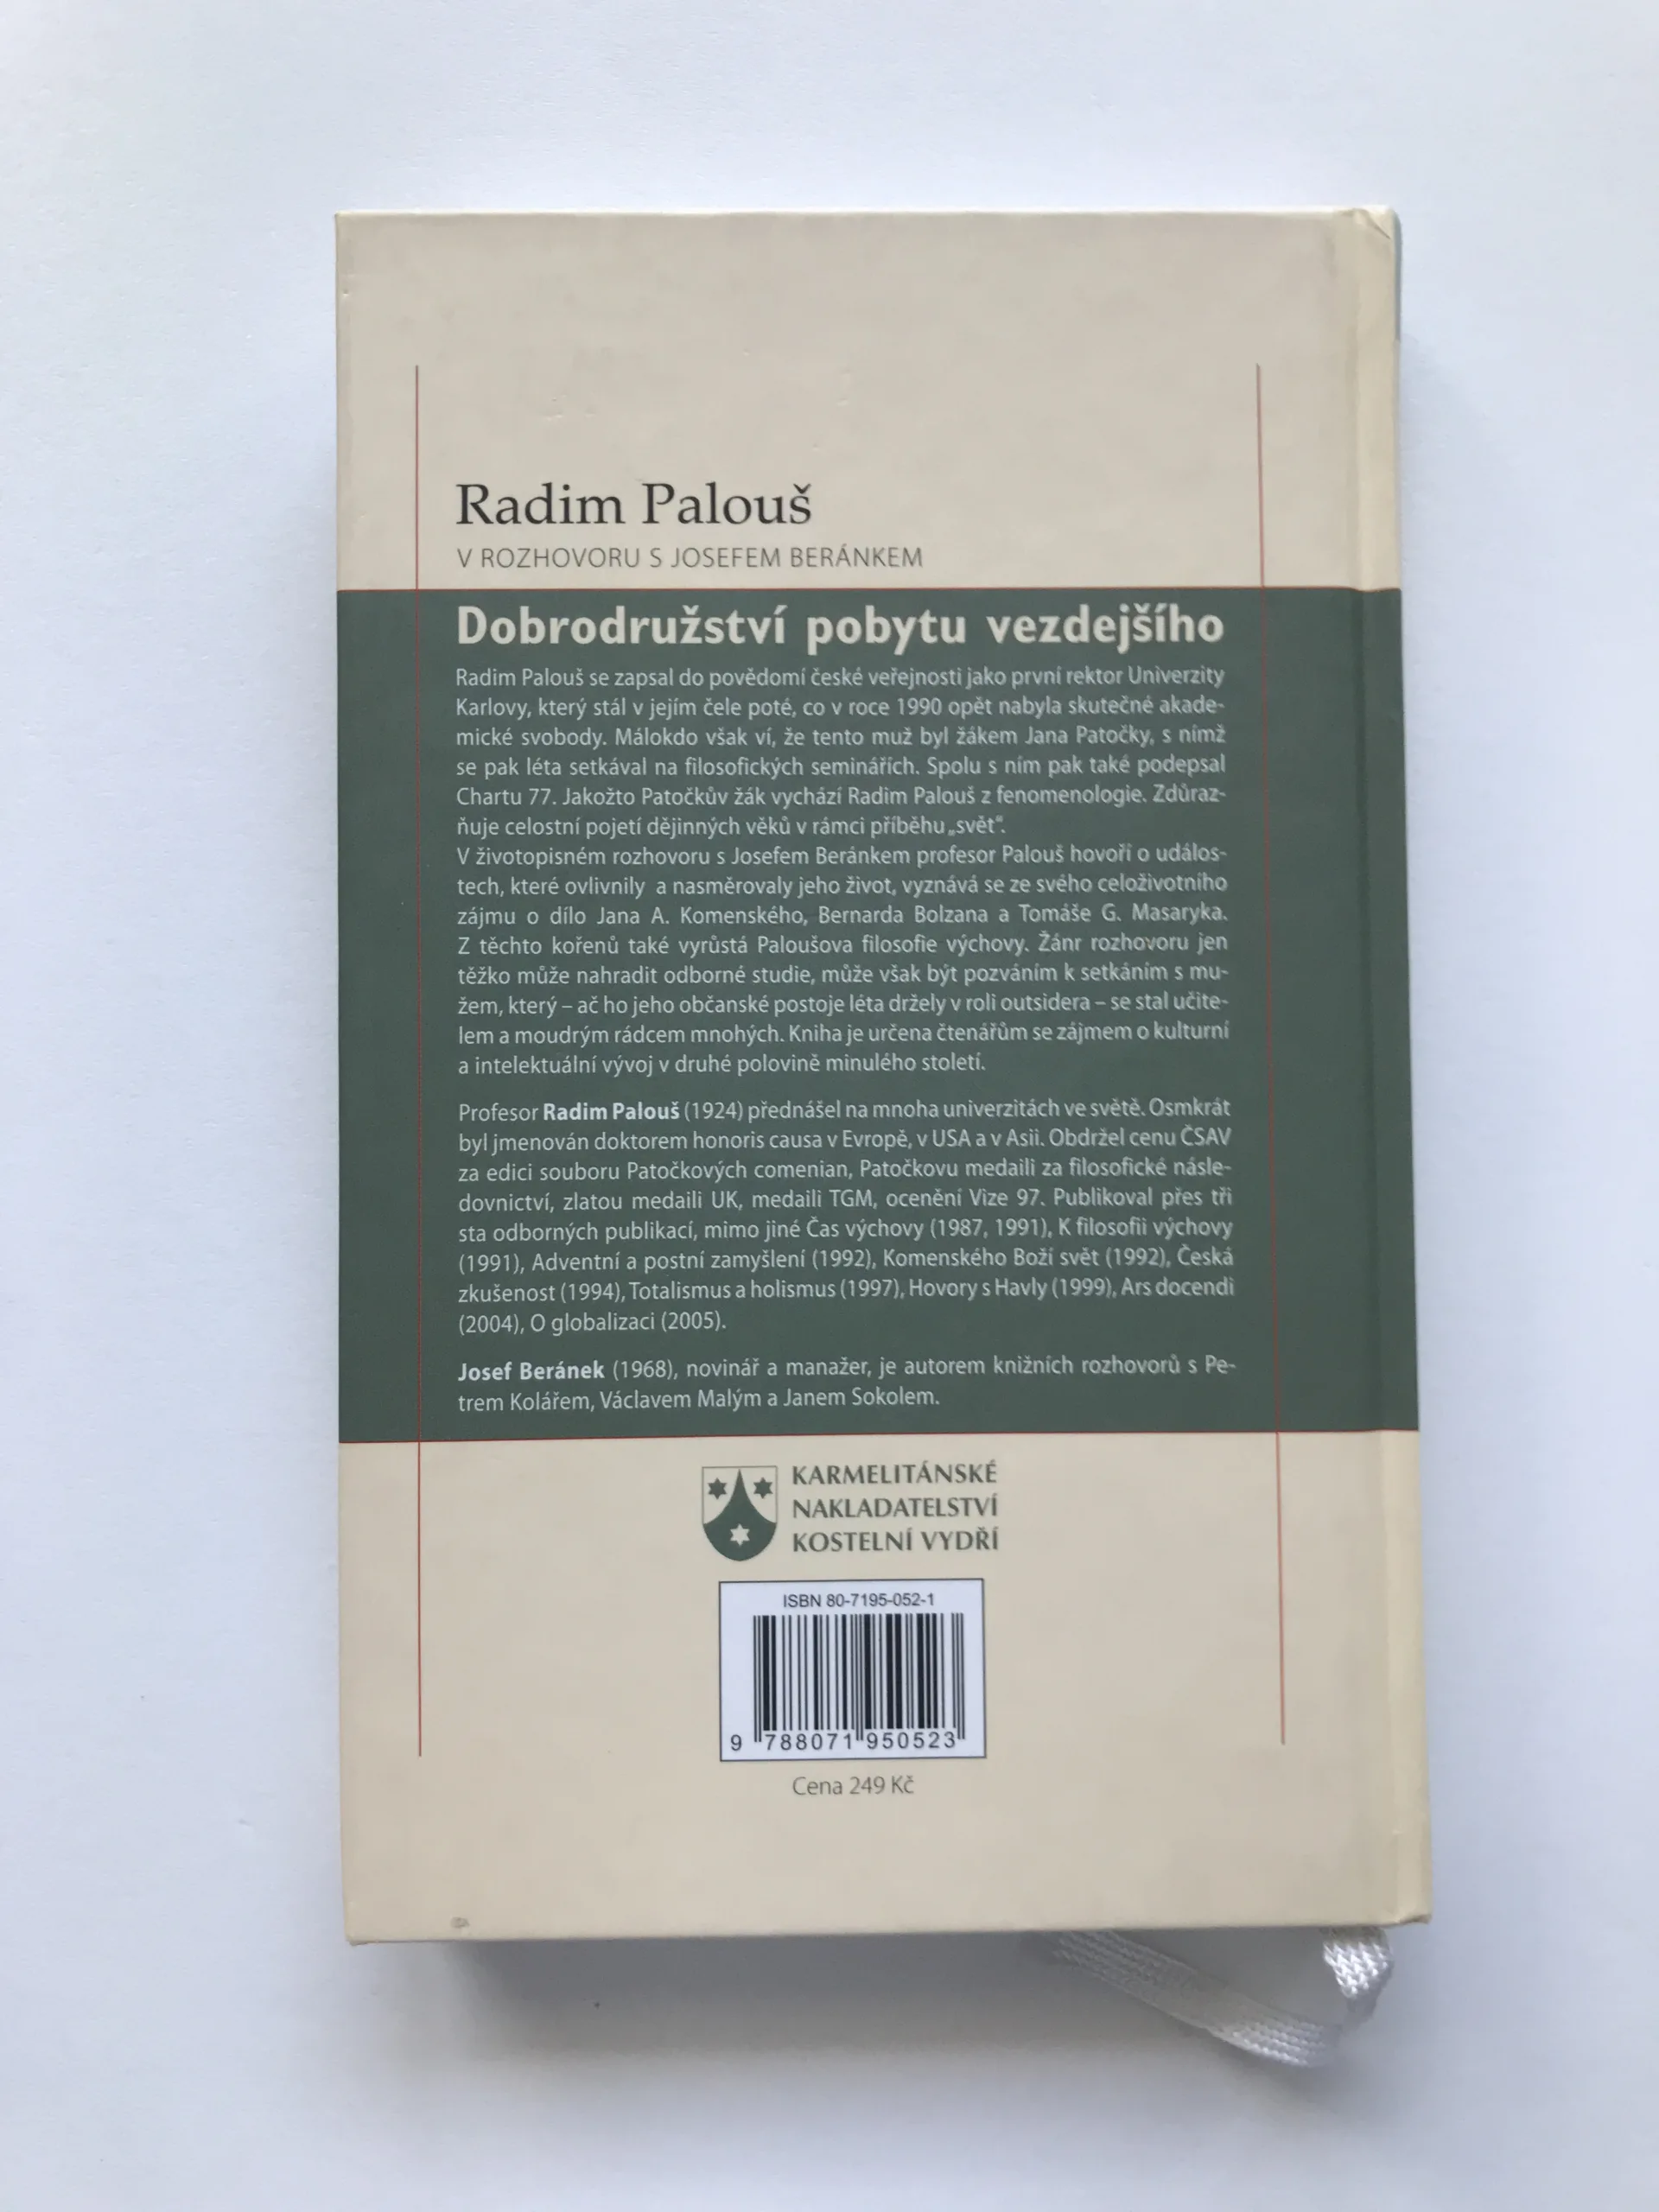 Radim Palouš
V ROZHOVORU S JOSEFEM BERÁNKEM
Dobrodružství pobytu vezdejšího
Radim Palouš se zapsal do povědomí české veřejnosti jako první rektor Univerzity
Karlovy, který stál v jejím čele poté, co v roce 1990 opět nabyla skutečné akade-
mické svobody. Málokdo však ví, že tento muž byl žákem Jana Patočky, s nímž
se pak léta setkával na filosofických seminářích. Spolu s ním pak také podepsal
Chartu 77. Jakožto Patočkův žák vychází Radim Palouš z fenomenologie. Zdůraz-
ňuje celostní pojetí dějinných věků v rámci příběhu „svět“.
V životopisném rozhovoru s Josefem Beránkem profesor Palouš hovoří o událos-
tech, které ovlivnily a nasměrovaly jeho život, vyznává se ze svého celoživotního
zájmu o dílo Jana A. Komenského, Bernarda Bolzana a Tomáše G. Masaryka.
Z těchto kořenů také vyrůstá Paloušova filosofie výchovy. Žánr rozhovoru jen
těžko může nahradit odborné studie, může však být pozváním k setkáním s mu-
žem, který – ač ho jeho občanské postoje léta držely v roli outsidera – se stal učite-
lem a moudrým rádcem mnohých. Kniha je určena čtenářům se zájmem o kulturní
a intelektuální vývoj v druhé polovině minulého století.
Profesor Radim Palouš (1924) přednášel na mnoha univerzitách ve světě. Osmkrát
byl jmenován doktorem honoris causa v Evropě, v USA a v Asii. Obdržel cenu ČSAV
za edici souboru Patočkových comenian, Patočkovu medaili za filosofické násle-
dovnictví, zlatou medaili UK, medaili TGM, ocenění Vize 97. Publikoval přes tři
sta odborných publikací, mimo jiné Čas výchovy (1987, 1991), K filosofii výchovy
(1991), Adventní a postní zamyšlení (1992), Komenského Boží svět (1992), Česká
zkušenost (1994), Totalismus a holismus (1997), Hovory s Havly (1999), Ars docendi
(2004), O globalizaci (2005).
Josef Beránek (1968), novinář a manažer, je autorem knižních rozhovorů s Pe-
trem Kolářem, Václavem Malým a Janem Sokolem.
KARMELITÁNSKÉ
NAKLADATELSTVÍ
KOSTELNÍ VYDŘÍ
ISBN 80-7195-052-1
9 788071 950523
Cena 249 Kč